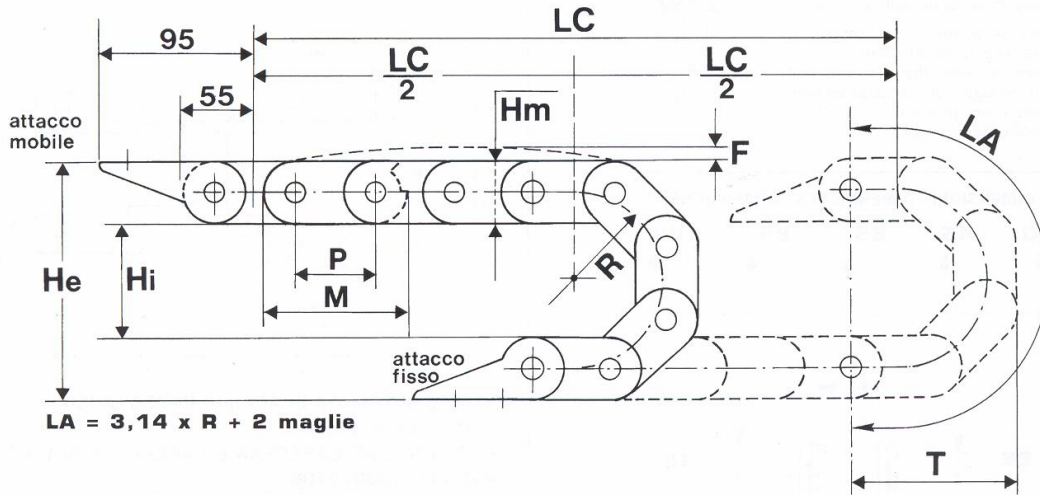 LC
95
LC
2
LC
2
55
Hm
attacco
mobile
LA
F
R
P
He
Hi
M
attacco
fisso
LA = 3,14 x R + 2 maglie
T